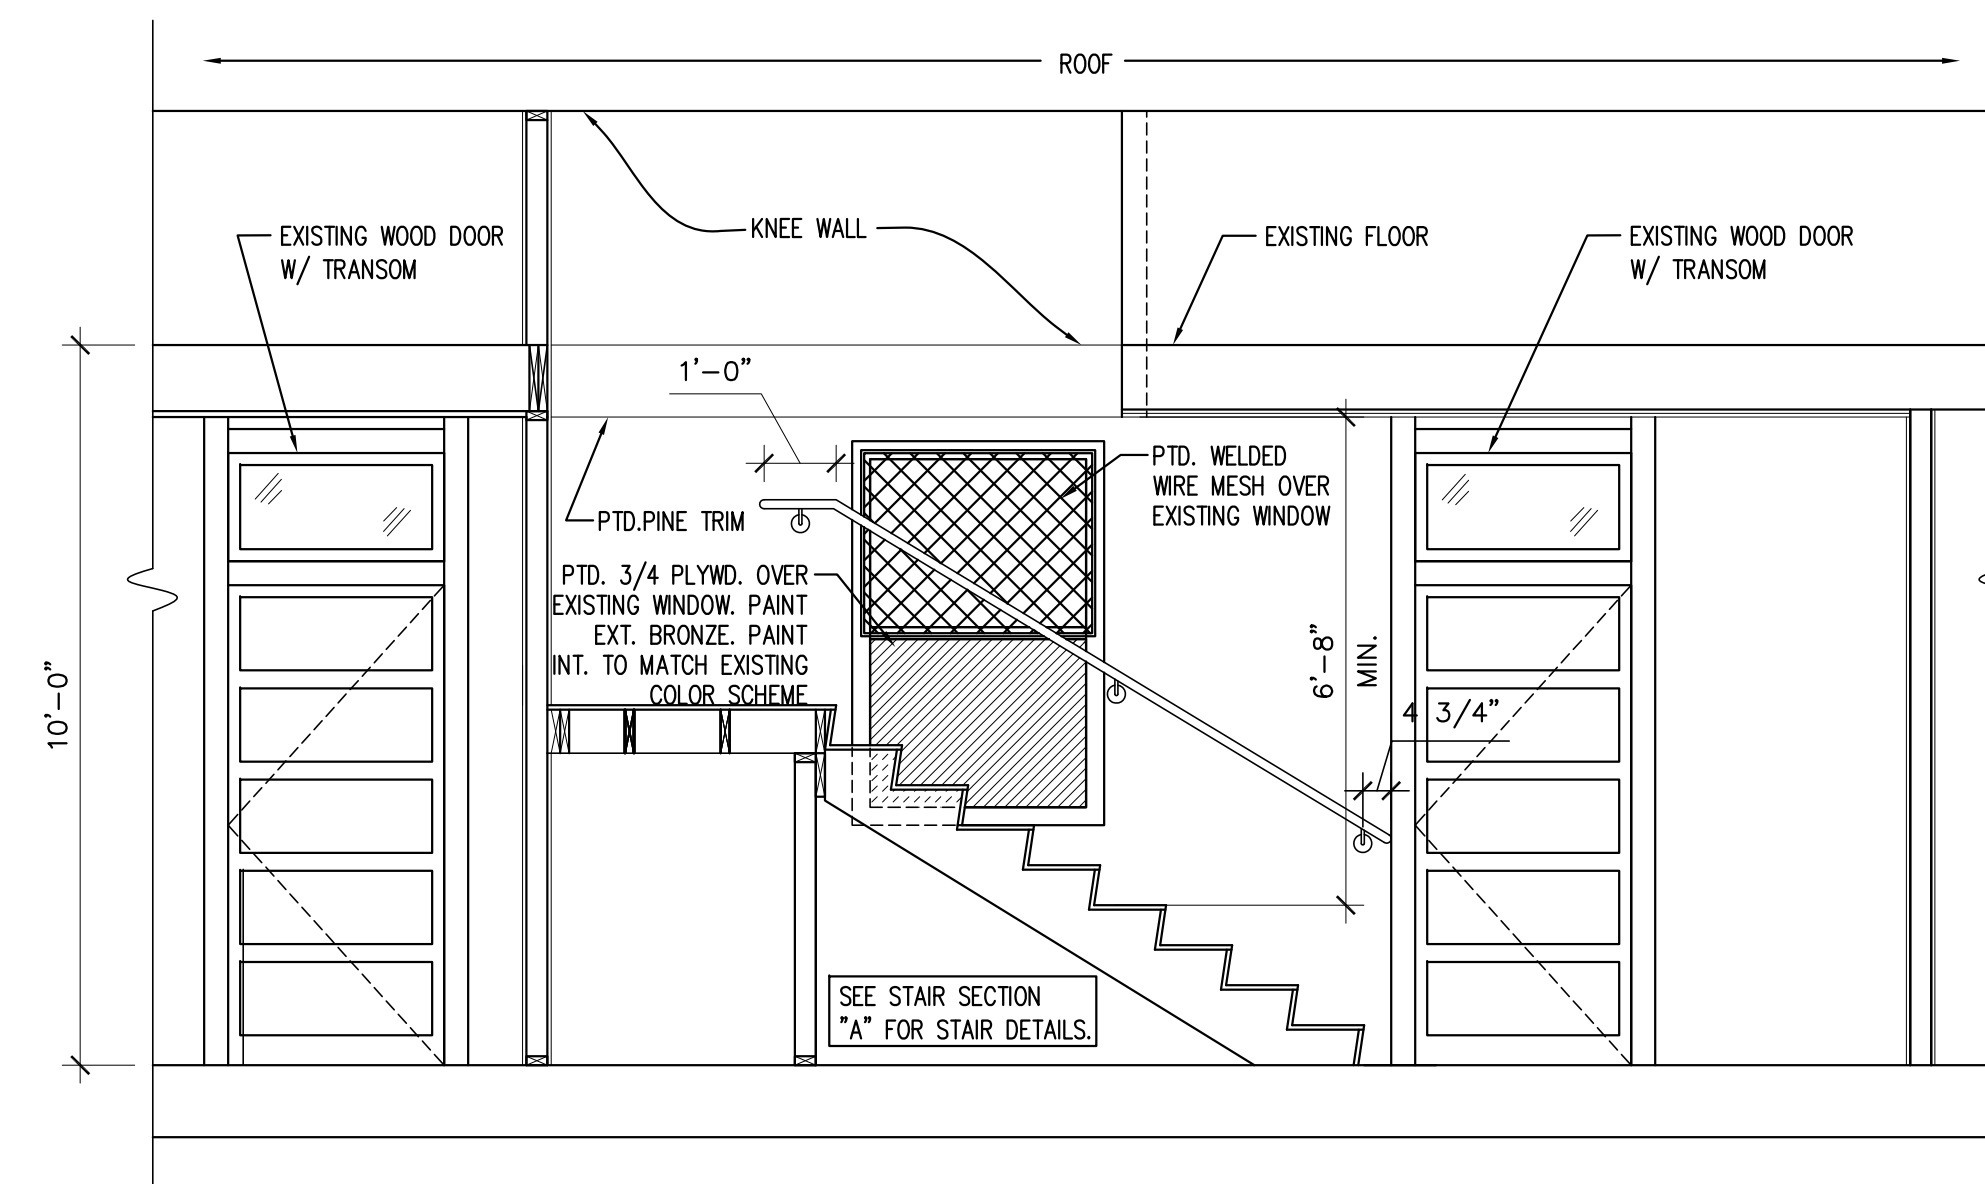 ROOF
KNEE WALL
EXISTING WOOD DOOR
W/ TRANSOM
EXISTING FLOOR
EXISTING WOOD DOOR
W/ TRANSOM
1'-0"
PTD. WELDED
WIRE MESH OVER
EXISTING WINDOW
PTD.PINE TRIM
PTD. 3/4 PLYWD. OVER
EXISTING WINDOW. PAINT
EXT. BRONZE. PAINT
INT. TO MATCH EXISTING
COLOR SCHEME
10'-0"
6'-8"
MIN.
4 3/4"
SEE STAIR SECTION
"A" FOR STAIR DETAILS.